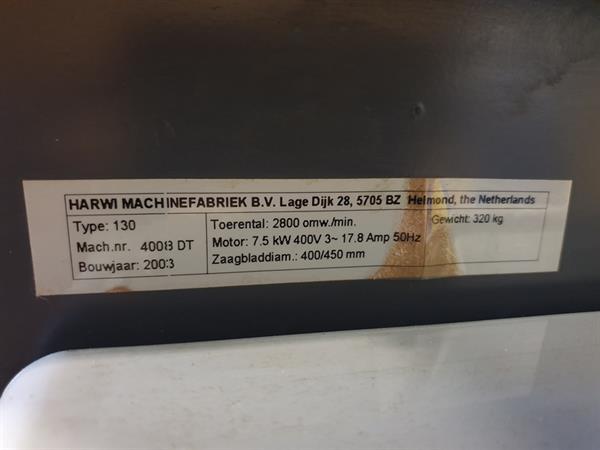 HARWI MACHINEFABRIEK B.V. Lage Dijk 28, 5705 BZ Helmond, the Netherlands
Type: 130
Mach.nr. 4008 DT
Bouwjaar: 2003
Toerental: 2800 omw./min.
Motor: 7.5 kW 400V 3~ 17.8 Amp 50Hz
Zaagbladdiam.: 400/450 mm
Gewicht: 320 kg